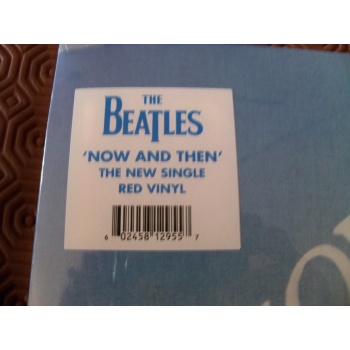 THE
BEATLES
'NOW AND THEN'
THE NEW SINGLE
RED VINYL
6 02458 12955 7